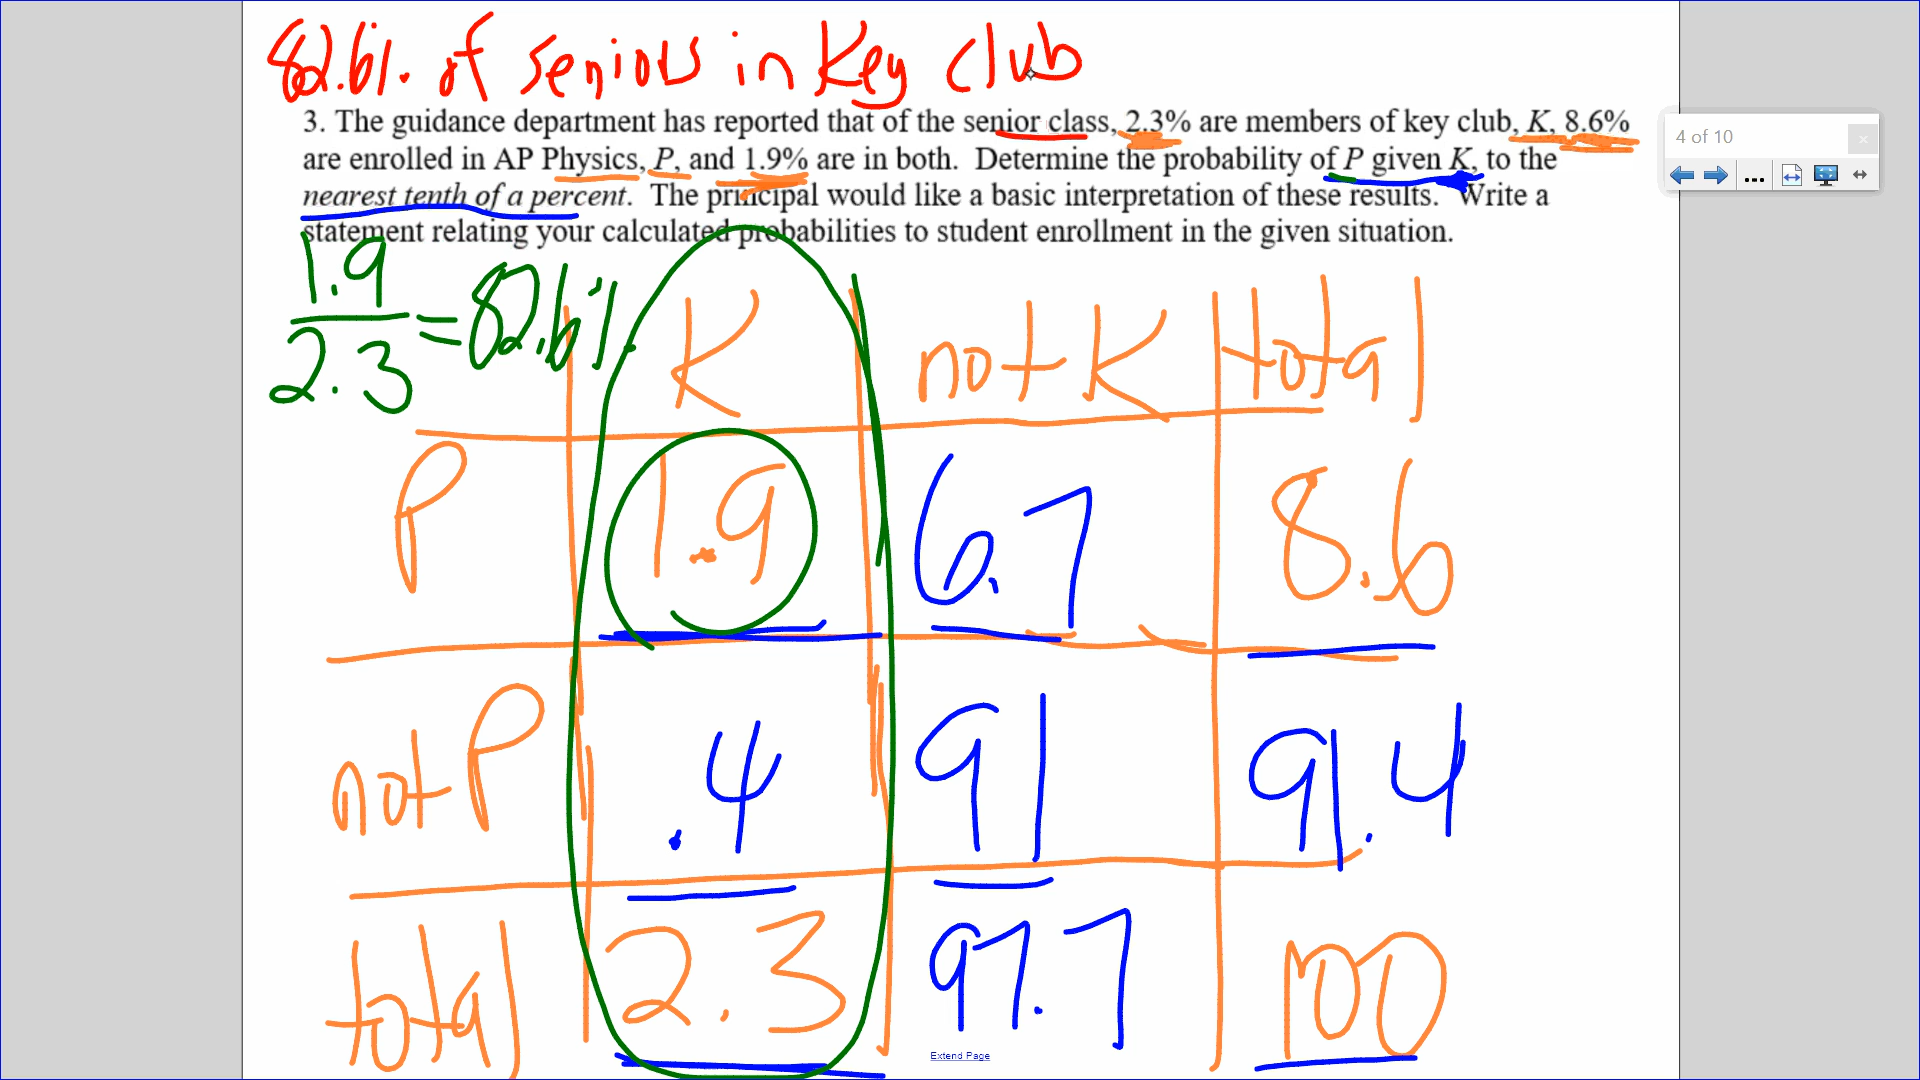 82.6%. of seniors in Key club
3. The guidance department has reported that of the senior class, 2.3% are members of key club, K, 8.6%
are enrolled in AP Physics, P, and 1.9% are in both. Determine the probability of P given K, to the
nearest tenth of a percent. The principal would like a basic interpretation of these results. Write a
statement relating your calculated probabilities to student enrollment in the given situation.
4 of 10
1.9
2.3
= 82.6%
K not K total
P 1.9 6.7 8.6
not P .4 91 91.4
total 2.3 97.7 100
Extend Page